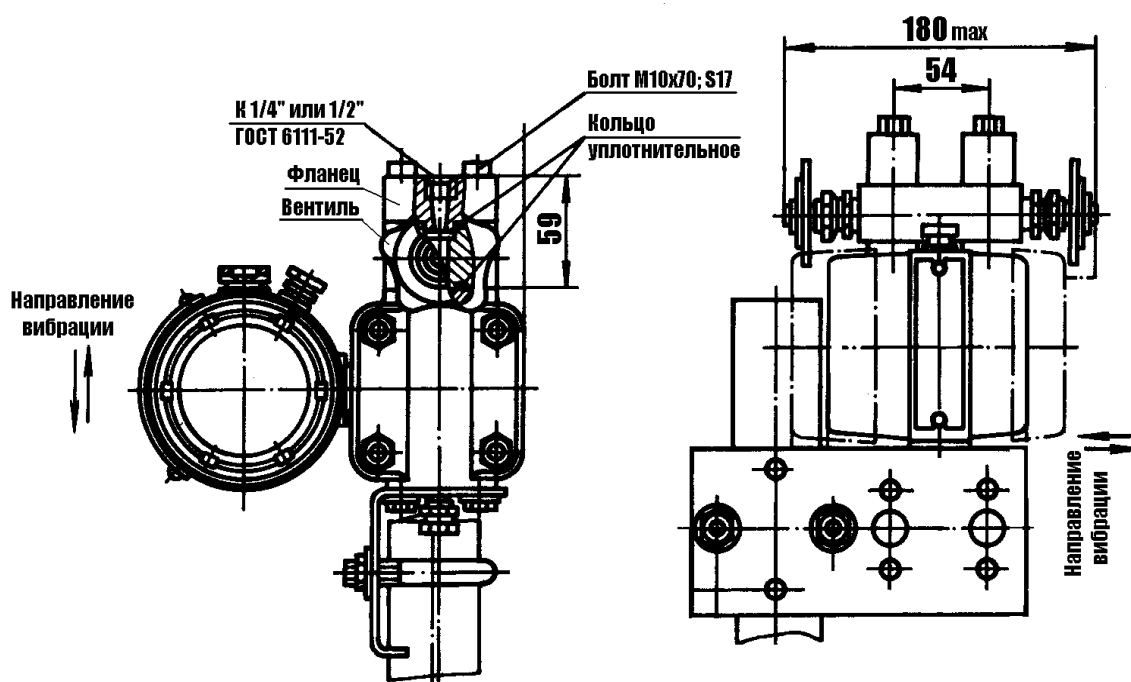 180 max
54
Болт М10х70; S17
К 1/4" или 1/2"
ГОСТ 6111-52
Кольцо
уплотнительное
Фланец
Вентиль
59
Направление
вибрации
Направление
вибрации